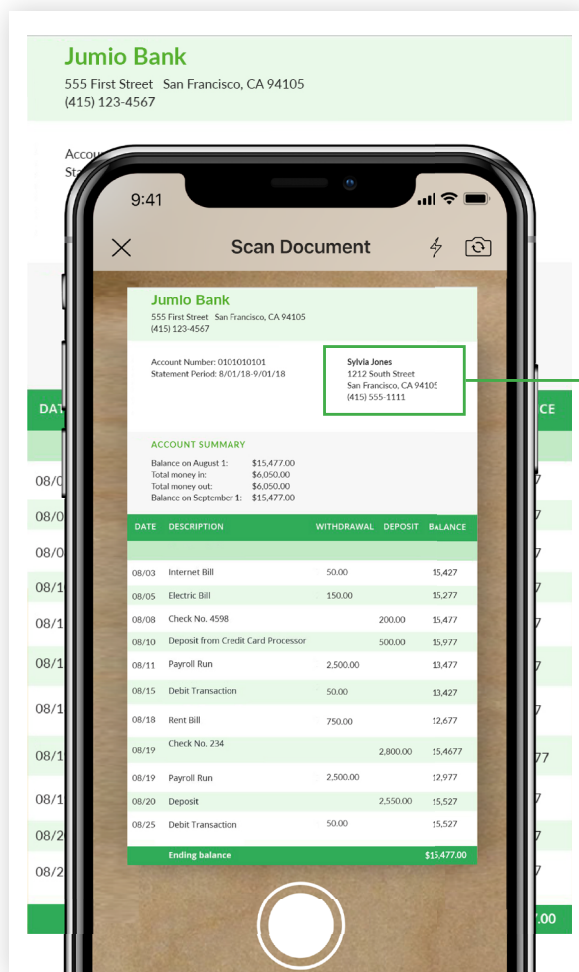 Jumio Bank
555 First Street San Francisco, CA 94105
(415) 123-4567
9:41
Scan Document
Jumio Bank
555 First Street San Francisco, CA 94105
(415) 123-4567
Account Number: 0101010101
Statement Period: 8/01/18-9/01/18
Sylvia Jones
1212 South Street
San Francisco, CA 94105
(415) 555-1111
ACCOUNT SUMMARY
Balance on August 1: $15,477.00
Total money in: $6,050.00
Total money out: $6,050.00
Balance on September 1: $15,477.00
DATE DESCRIPTION WITHDRAWAL DEPOSIT BALANCE
08/03 Internet Bill 50.00 15,427
08/05 Electric Bill 150.00 15,277
08/08 Check No. 4598 200.00 15,477
08/10 Deposit from Credit Card Processor 500.00 15,977
08/11 Payroll Run 2,500.00 13,477
08/15 Debit Transaction 50.00 13,427
08/18 Rent Bill 750.00 12,677
08/19 Check No. 234 2,800.00 15,4677
08/19 Payroll Run 2,500.00 12,977
08/20 Deposit 2,550.00 15,527
08/25 Debit Transaction 50.00 15,527
Ending balance $15,477.00